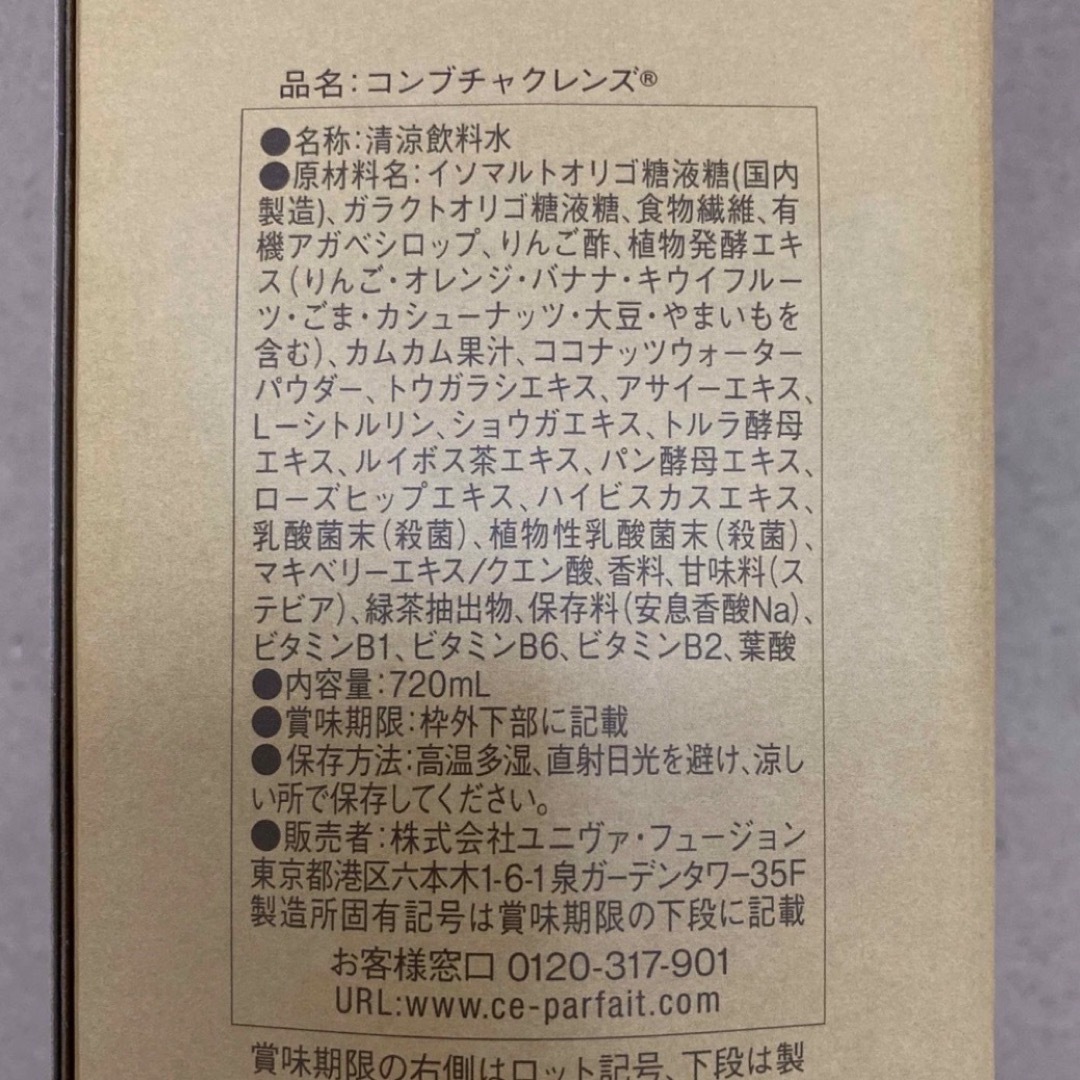 品名:コンブチャクレンズ®
●名称:清涼飲料水
●原材料名:イソマルトオリゴ糖液糖(国内
製造)、ガラクトオリゴ糖液糖、食物繊維、有
機アガベシロップ、りんご酢、植物発酵エキ
ス(りんご・オレンジ・バナナ・キウイフルー
ツ・ごま・カシューナッツ・大豆・やまいもを
含む)、カムカム果汁、ココナッツウォーター
パウダー、トウガラシエキス、アサイーエキス、
L−シトルリン、ショウガエキス、トルラ酵母
エキス、ルイボス茶エキス、パン酵母エキス、
ローズヒップエキス、ハイビスカスエキス、
乳酸菌末(殺菌)、植物性乳酸菌末(殺菌)、
マキベリーエキス/クエン酸、香料、甘味料(ス
テビア)、緑茶抽出物、保存料(安息香酸Na)、
ビタミンB1、ビタミンB6、ビタミンB2、葉酸
●内容量:720mL
●賞味期限:枠外下部に記載
●保存方法:高温多湿、直射日光を避け、涼し
い所で保存してください。
●販売者:株式会社ユニヴァ・フュージョン
東京都港区六本木1-6-1泉ガーデンタワー35F
製造所固有記号は賞味期限の下段に記載
お客様窓口 0120-317-901
URL:www.ce-parfait.com
賞味期限の右側はロット記号、下段は製